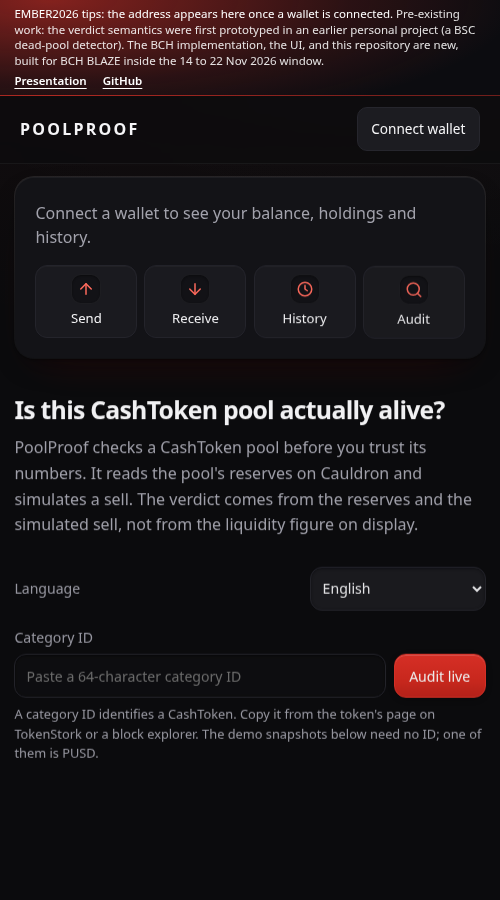 EMBER2026 tips: the address appears here once a wallet is connected. Pre-existing
work: the verdict semantics were first prototyped in an earlier personal project (a BSC
dead-pool detector). The BCH implementation, the UI, and this repository are new,
built for BCH BLAZE inside the 14 to 22 Nov 2026 window.
Presentation GitHub
POOLPROOF
Connect wallet
Connect a wallet to see your balance, holdings and
history.
Send Receive History Audit
Is this CashToken pool actually alive?
PoolProof checks a CashToken pool before you trust its
numbers. It reads the pool's reserves on Cauldron and
simulates a sell. The verdict comes from the reserves and the
simulated sell, not from the liquidity figure on display.
Language
English
Category ID
Paste a 64-character category ID
Audit live
A category ID identifies a CashToken. Copy it from the token's page on
TokenStork or a block explorer. The demo snapshots below need no ID; one of
them is PUSD.